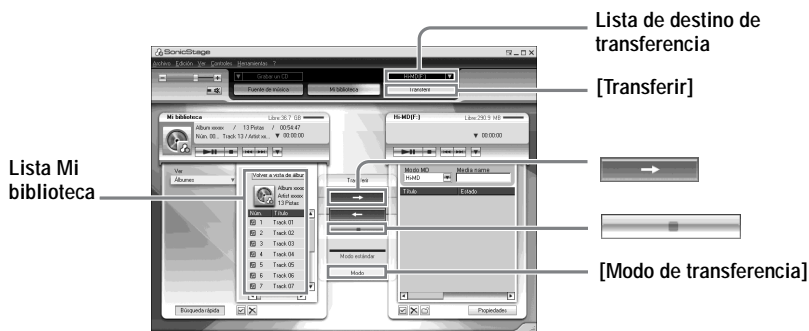 Lista de destino de
transferencia
[Transferir]
Lista Mi
biblioteca
[Modo de transferencia]
SonicStage
Archivo Edición Ver Controles Herramientas ?
Grabar un CD
Fuente de música
Mi biblioteca
Hi-MD(F:)
Transferir
Mi biblioteca
Libre:36.7 GB
Album xxxxx / 13 Pistas / 00:54:47
Núm. 00... Track 13 / Artist xx... 00:00:00
Hi-MD(F:)
Libre:290.9 MB
00:00:00
Ver
Álbumes
Volver a vista de álbum
Album xxxx
Artist xxxxx
13 Pistas
Núm. Título
1 Track 01
2 Track 02
3 Track 03
4 Track 04
5 Track 05
6 Track 06
7 Track 07
Transferir
Modo estándar
Modo
Modo MD
Hi-MD
Media name
Título Estado
Búsqueda rápida
Propiedades